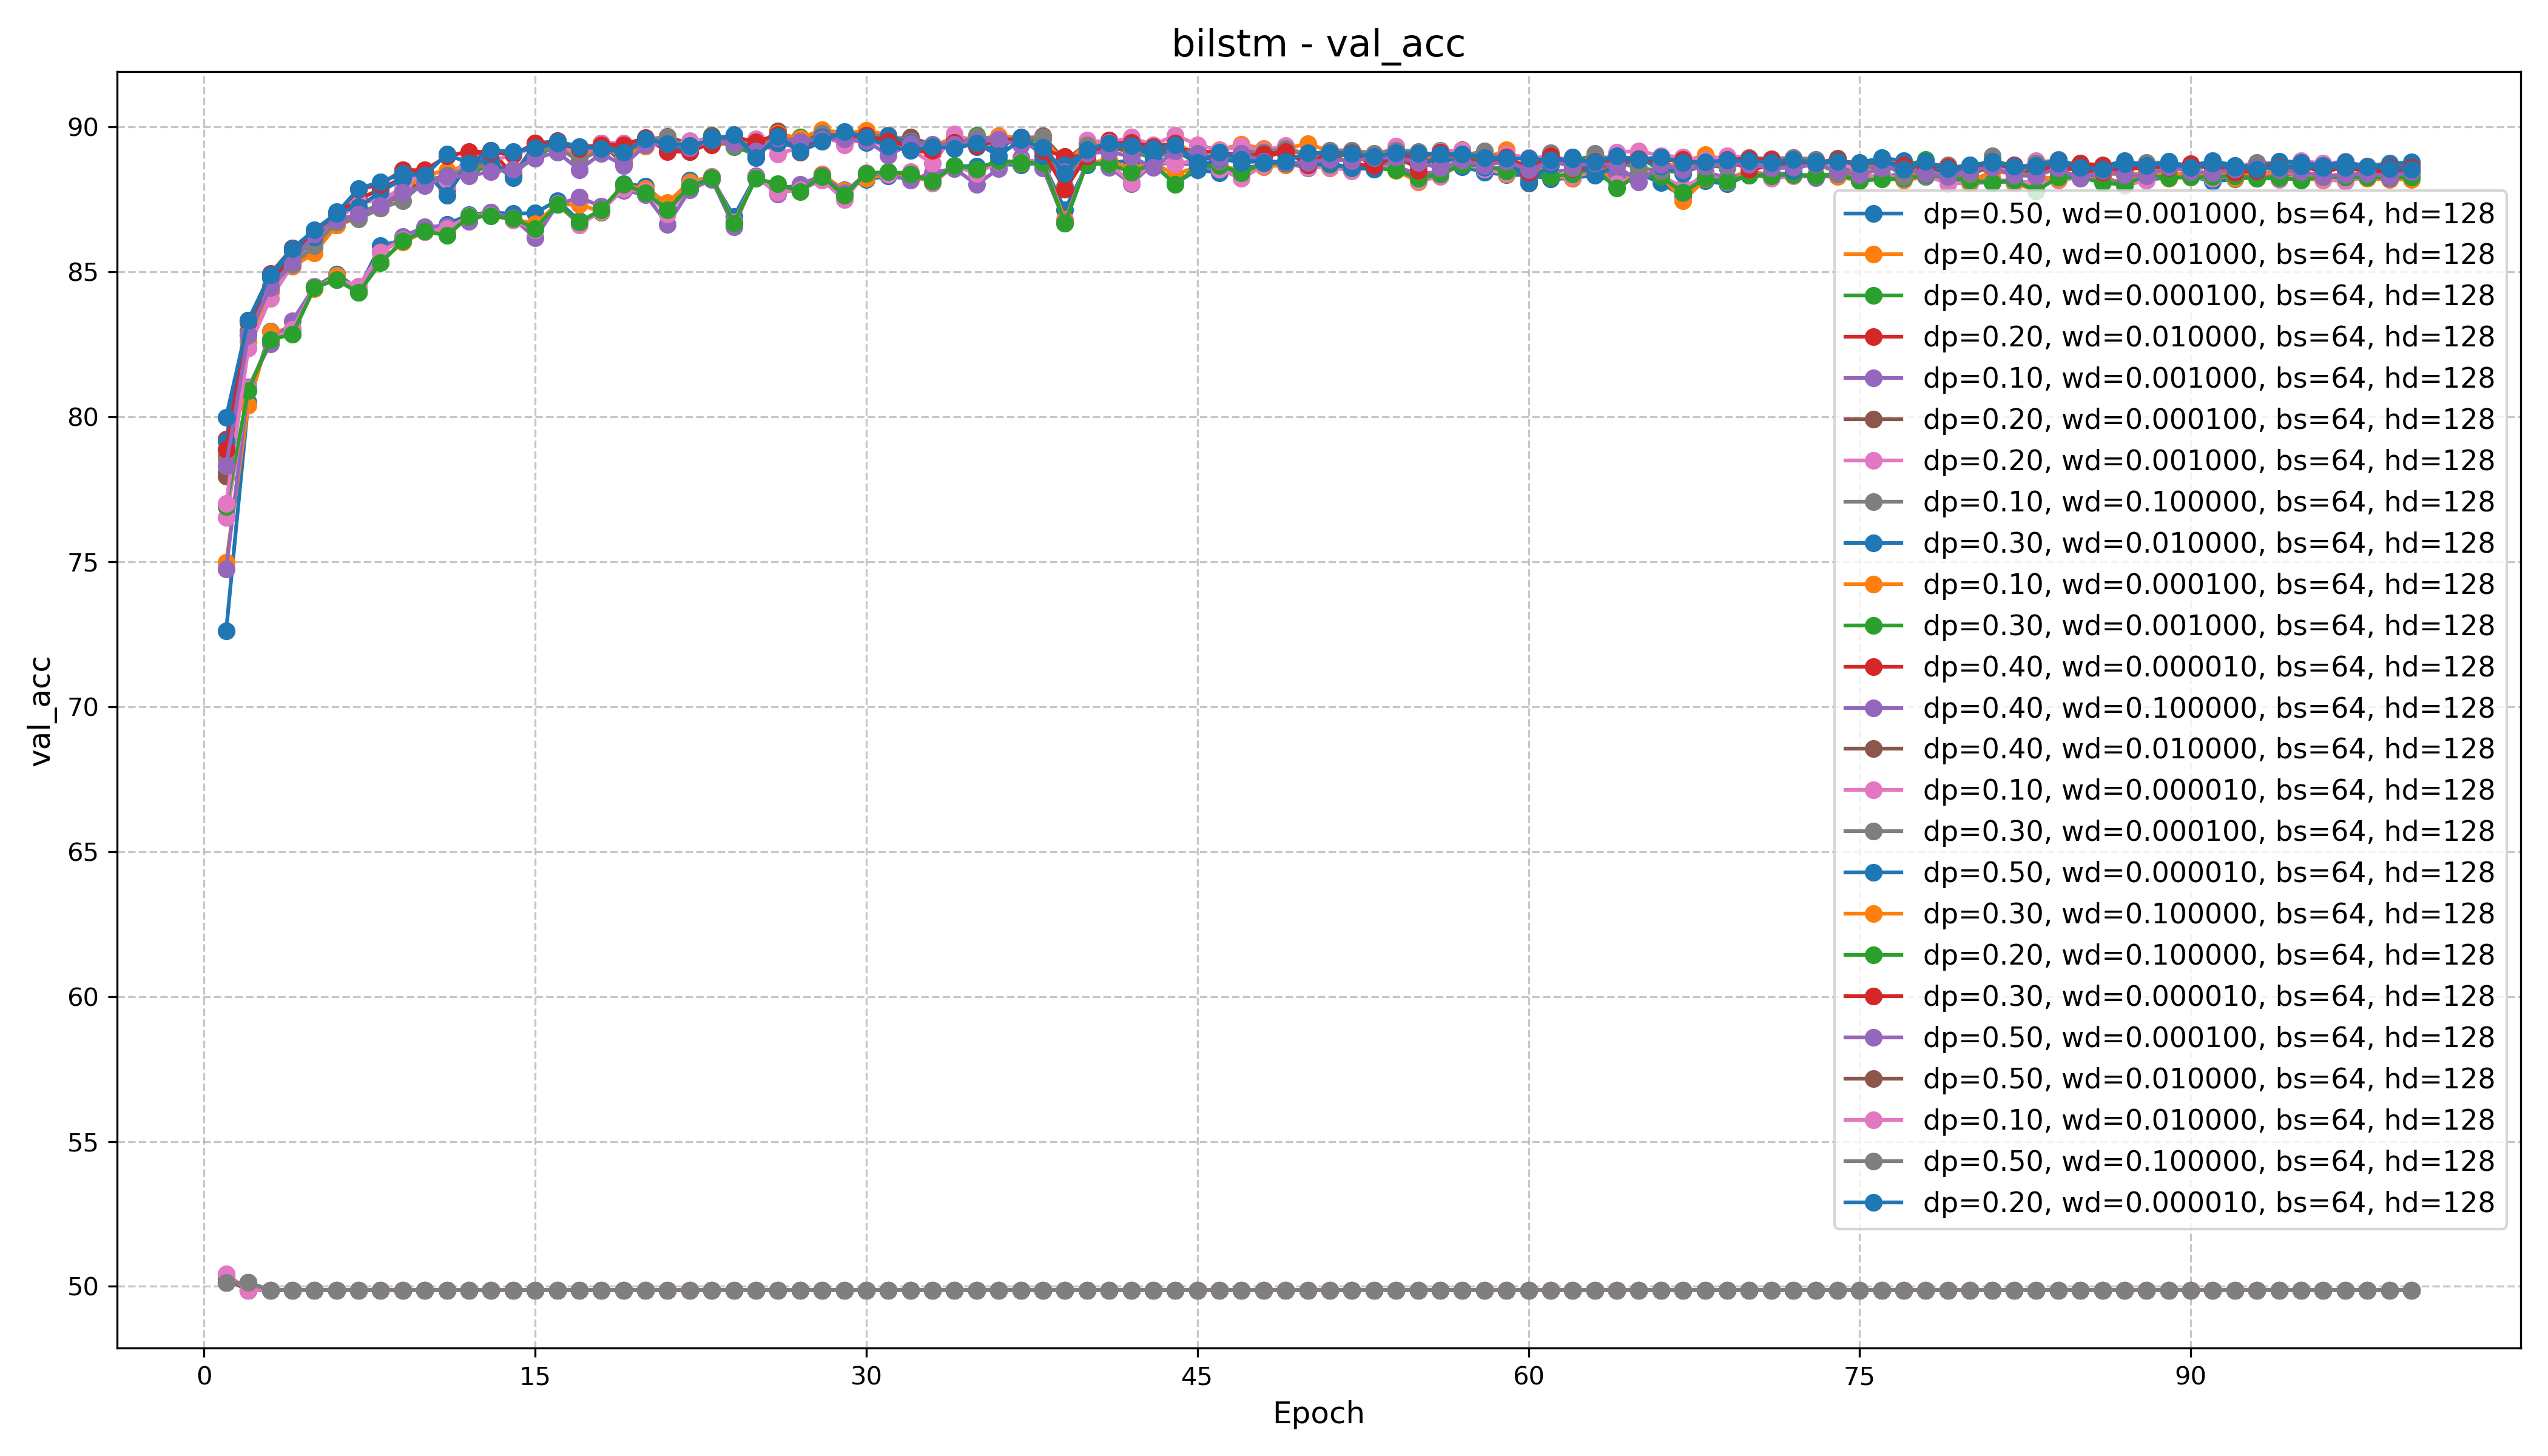 bilstm - val_acc
val_acc
90
85
80
75
70
65
60
55
50
dp=0.50, wd=0.001000, bs=64, hd=128
dp=0.40, wd=0.001000, bs=64, hd=128
dp=0.40, wd=0.000100, bs=64, hd=128
dp=0.20, wd=0.010000, bs=64, hd=128
dp=0.10, wd=0.001000, bs=64, hd=128
dp=0.20, wd=0.000100, bs=64, hd=128
dp=0.20, wd=0.001000, bs=64, hd=128
dp=0.10, wd=0.100000, bs=64, hd=128
dp=0.30, wd=0.010000, bs=64, hd=128
dp=0.10, wd=0.000100, bs=64, hd=128
dp=0.30, wd=0.001000, bs=64, hd=128
dp=0.40, wd=0.000010, bs=64, hd=128
dp=0.40, wd=0.100000, bs=64, hd=128
dp=0.40, wd=0.010000, bs=64, hd=128
dp=0.10, wd=0.000010, bs=64, hd=128
dp=0.30, wd=0.000100, bs=64, hd=128
dp=0.50, wd=0.000010, bs=64, hd=128
dp=0.30, wd=0.100000, bs=64, hd=128
dp=0.20, wd=0.100000, bs=64, hd=128
dp=0.30, wd=0.000010, bs=64, hd=128
dp=0.50, wd=0.000100, bs=64, hd=128
dp=0.50, wd=0.010000, bs=64, hd=128
dp=0.10, wd=0.010000, bs=64, hd=128
dp=0.50, wd=0.100000, bs=64, hd=128
dp=0.20, wd=0.000010, bs=64, hd=128
0 15 30 45 60 75 90
Epoch